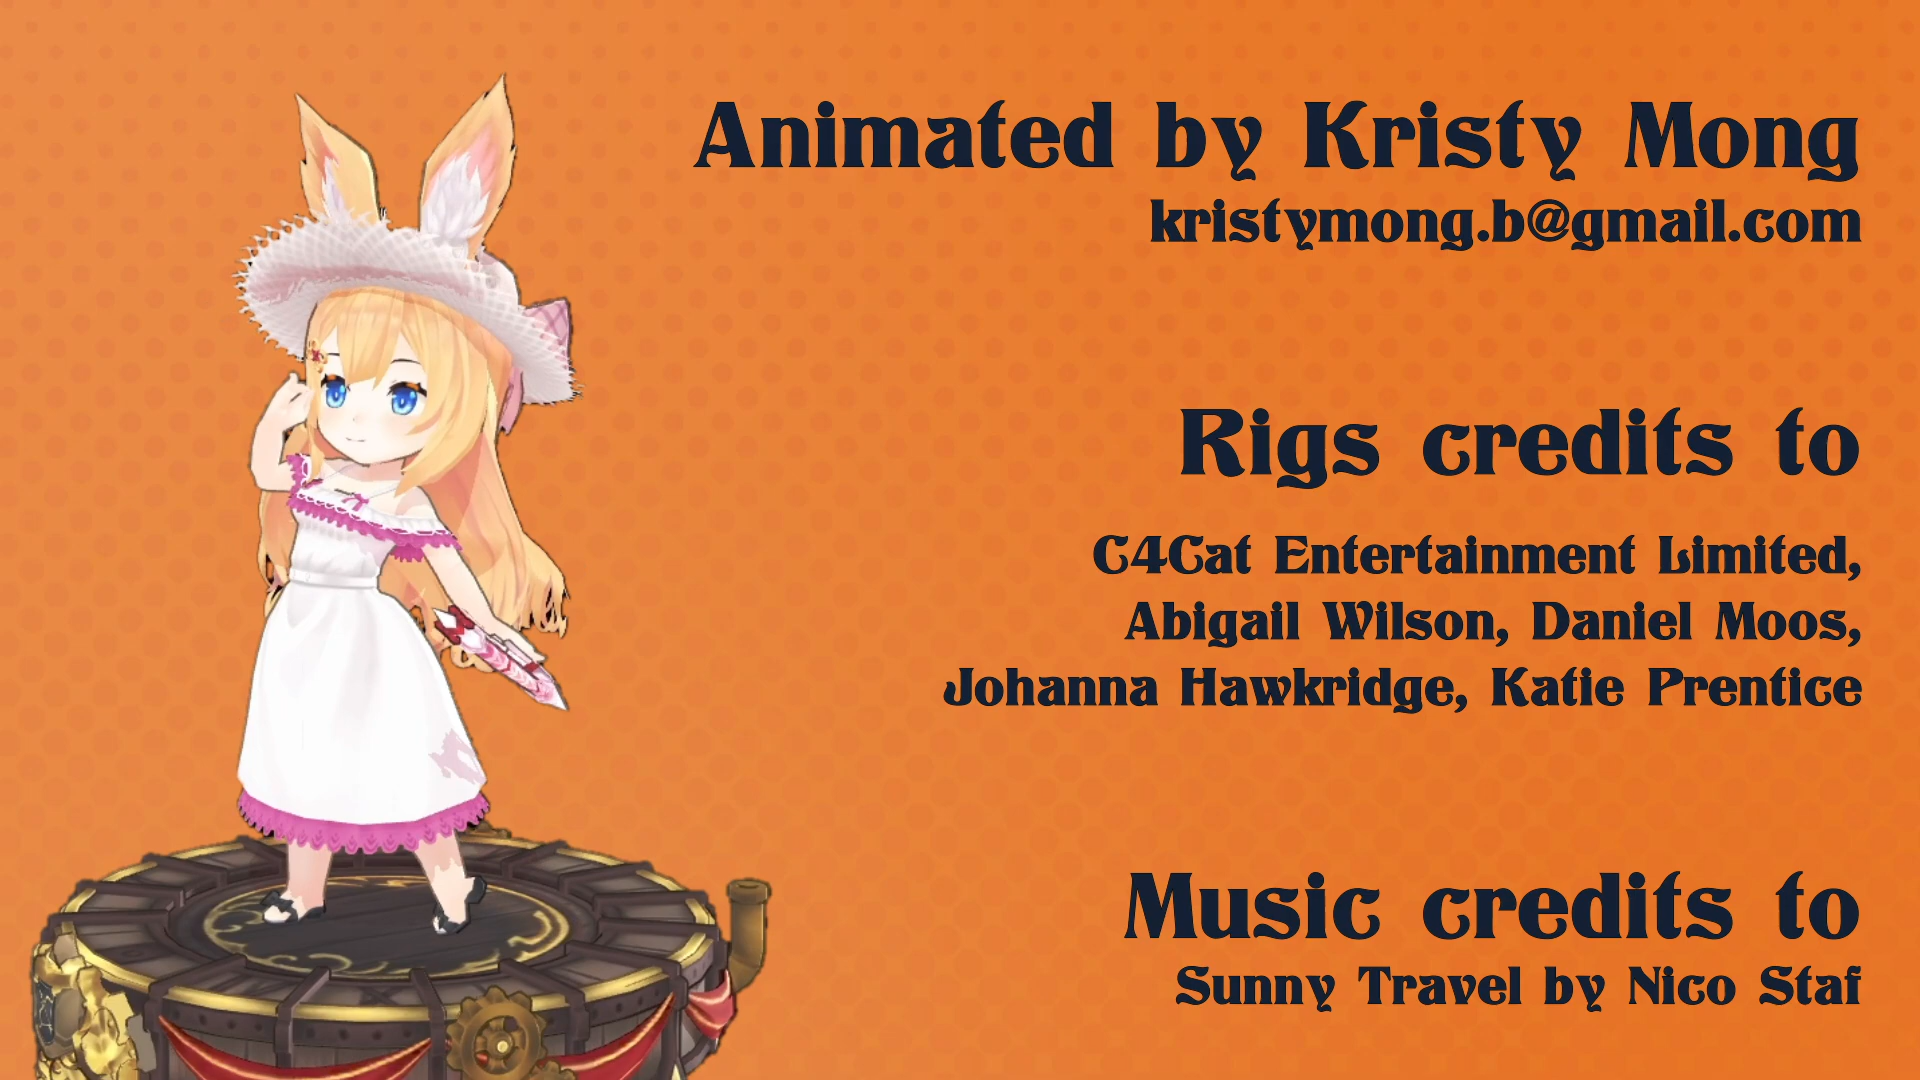 Animated by Kristy Mong
kristymong.b@gmail.com
Rigs credits to
C4Cat Entertainment Limited,
Abigail Wilson, Daniel Moos,
Johanna Hawkridge, Katie Prentice
Music credits to
Sunny Travel by Nico Staf